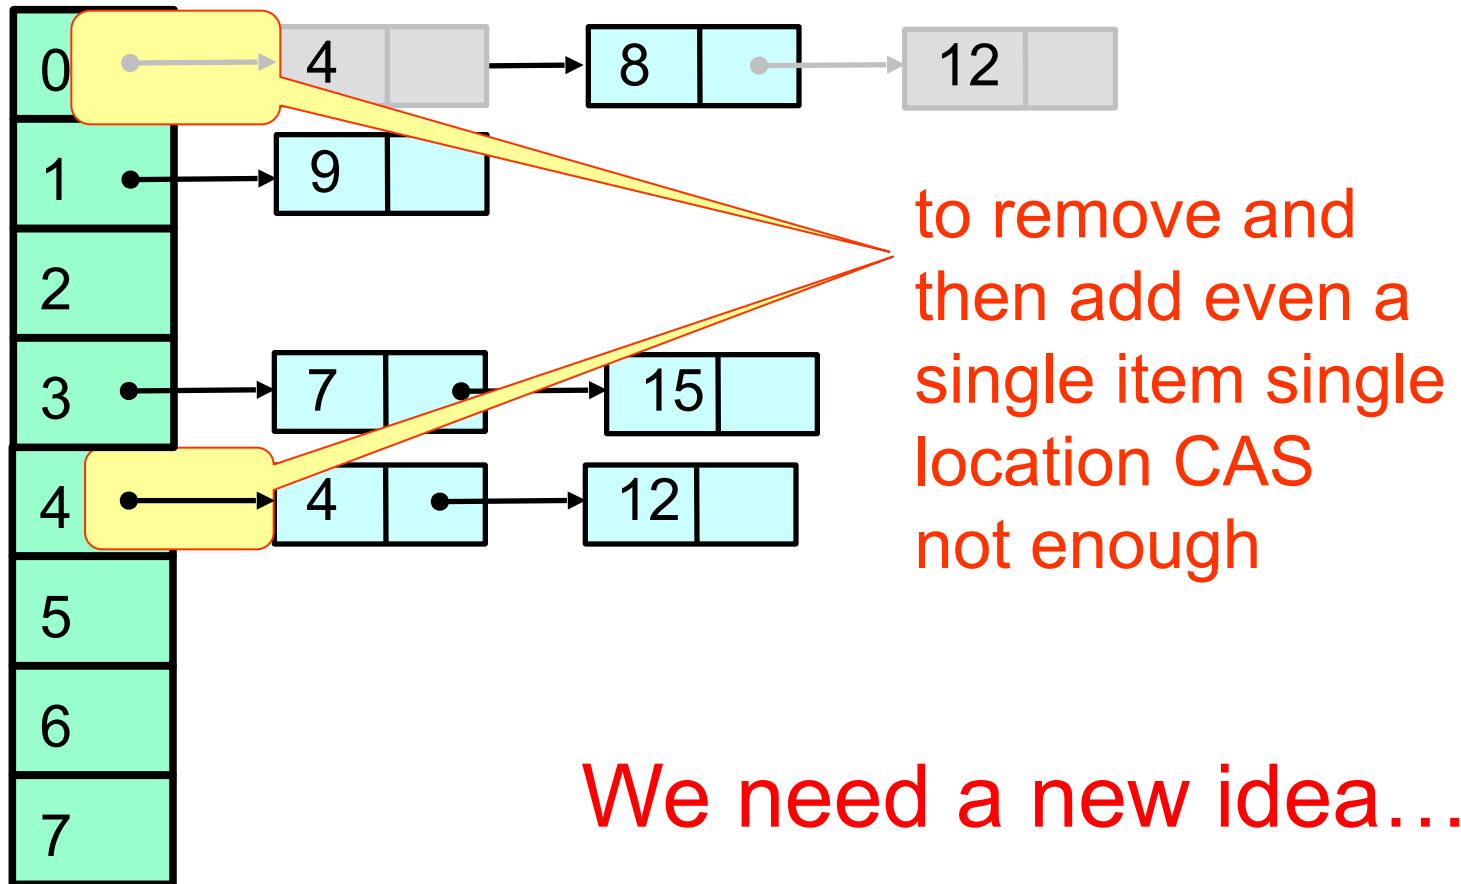 0 4 8 12
1 9
2
3 7 15
4 4 12
5
6
7
to remove and
then add even a
single item single
location CAS
not enough
We need a new idea…